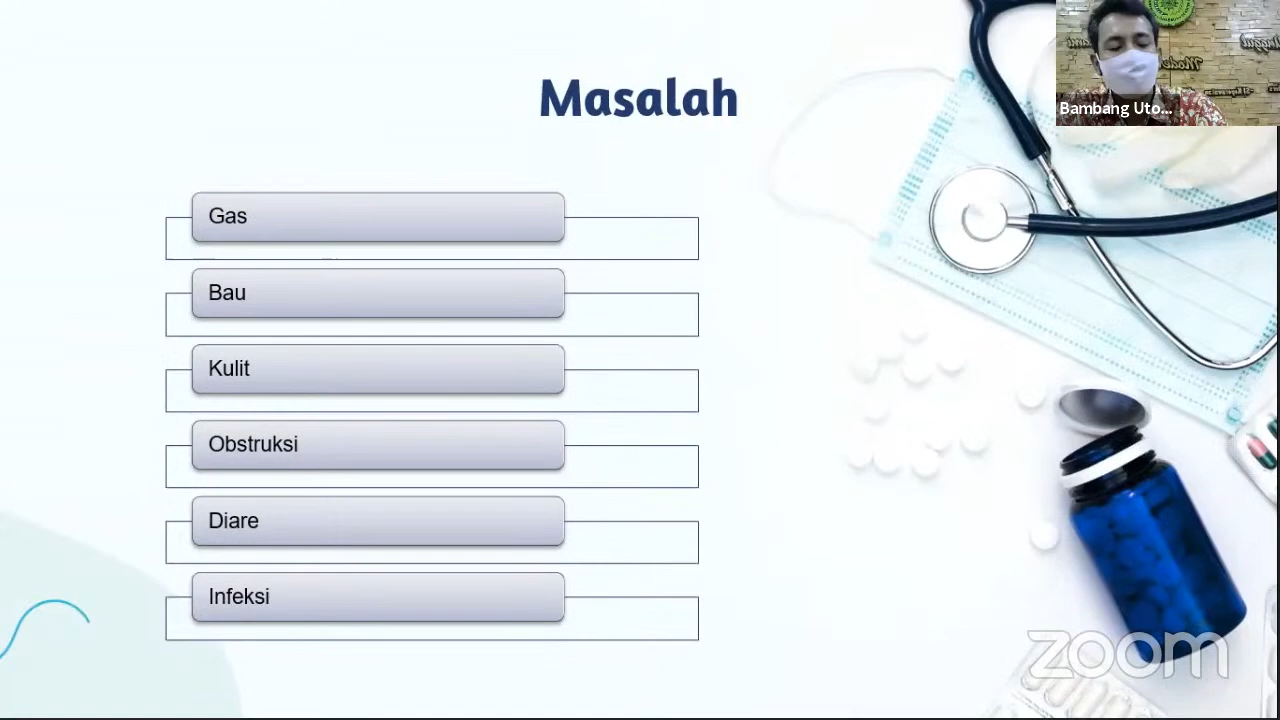 Masalah
Bambang Uto...
Gas
Bau
Kulit
Obstruksi
Diare
Infeksi
zoom